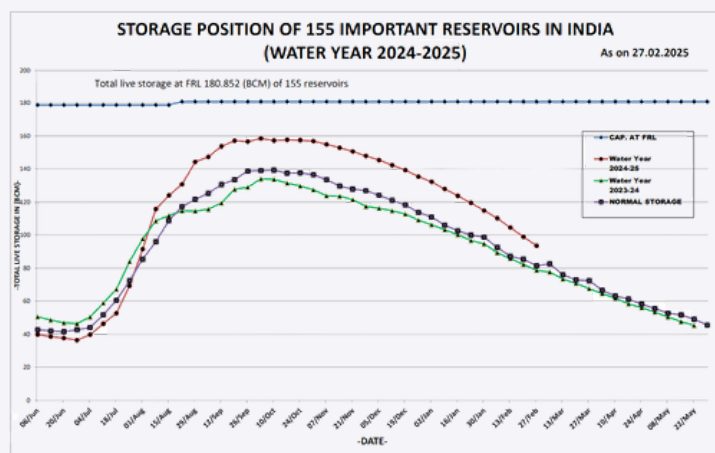 STORAGE POSITION OF 155 IMPORTANT RESERVOIRS IN INDIA
(WATER YEAR 2024-2025)
As on 27.02.2025
Total live storage at FRL 180.852 (BCM) of 155 reservoirs
200
180
160
140
120
100
80
60
40
20
0
-TOTAL LIVE STORAGE IN (BCM)-
CAP. AT FRL
Water Year
2024-25
Water Year
2023-24
NORMAL STORAGE
06/Jun
20/Jun
04/Jul
18/Jul
01/Aug
15/Aug
29/Aug
12/Sep
26/Sep
10/Oct
24/Oct
07/Nov
21/Nov
05/Dec
19/Dec
02/Jan
16/Jan
30/Jan
13/Feb
27/Feb
13/Mar
27/Mar
10/Apr
24/Apr
08/May
22/May
-DATE-